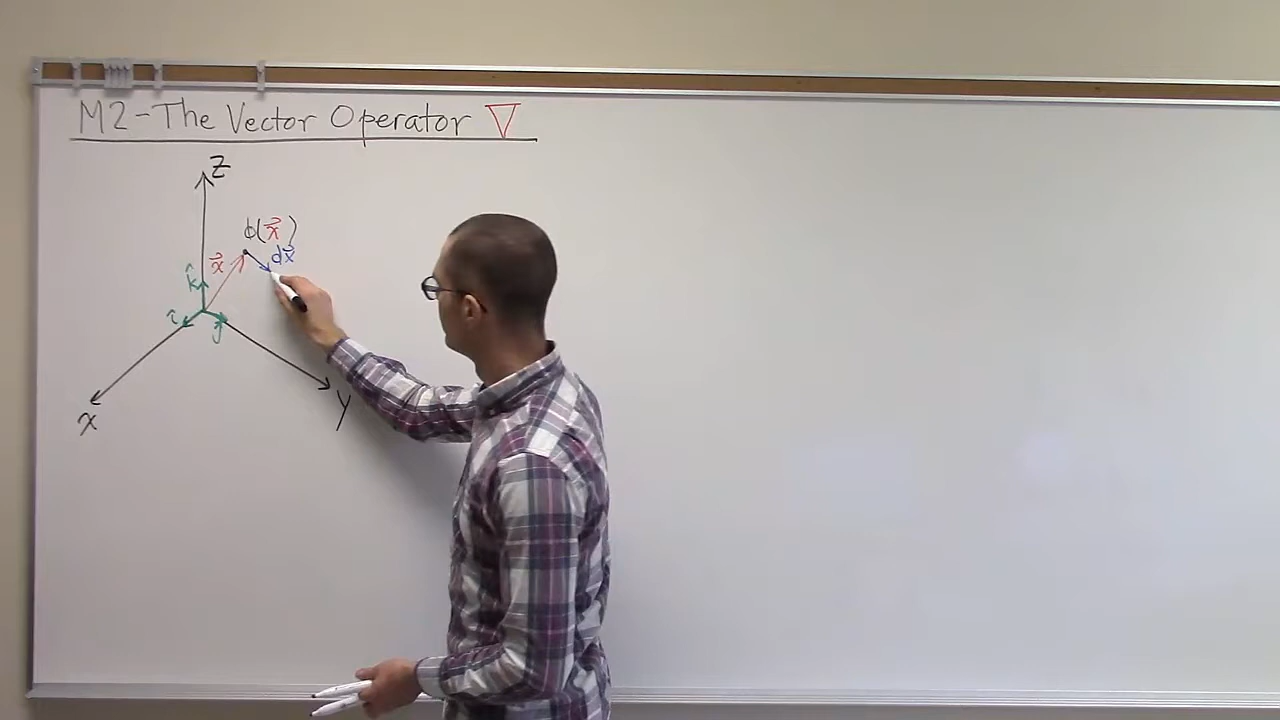 M2-The Vector Operator ∇
z
ϕ(x⃗)
x⃗ dx⃗
k̂
î ĵ
x y